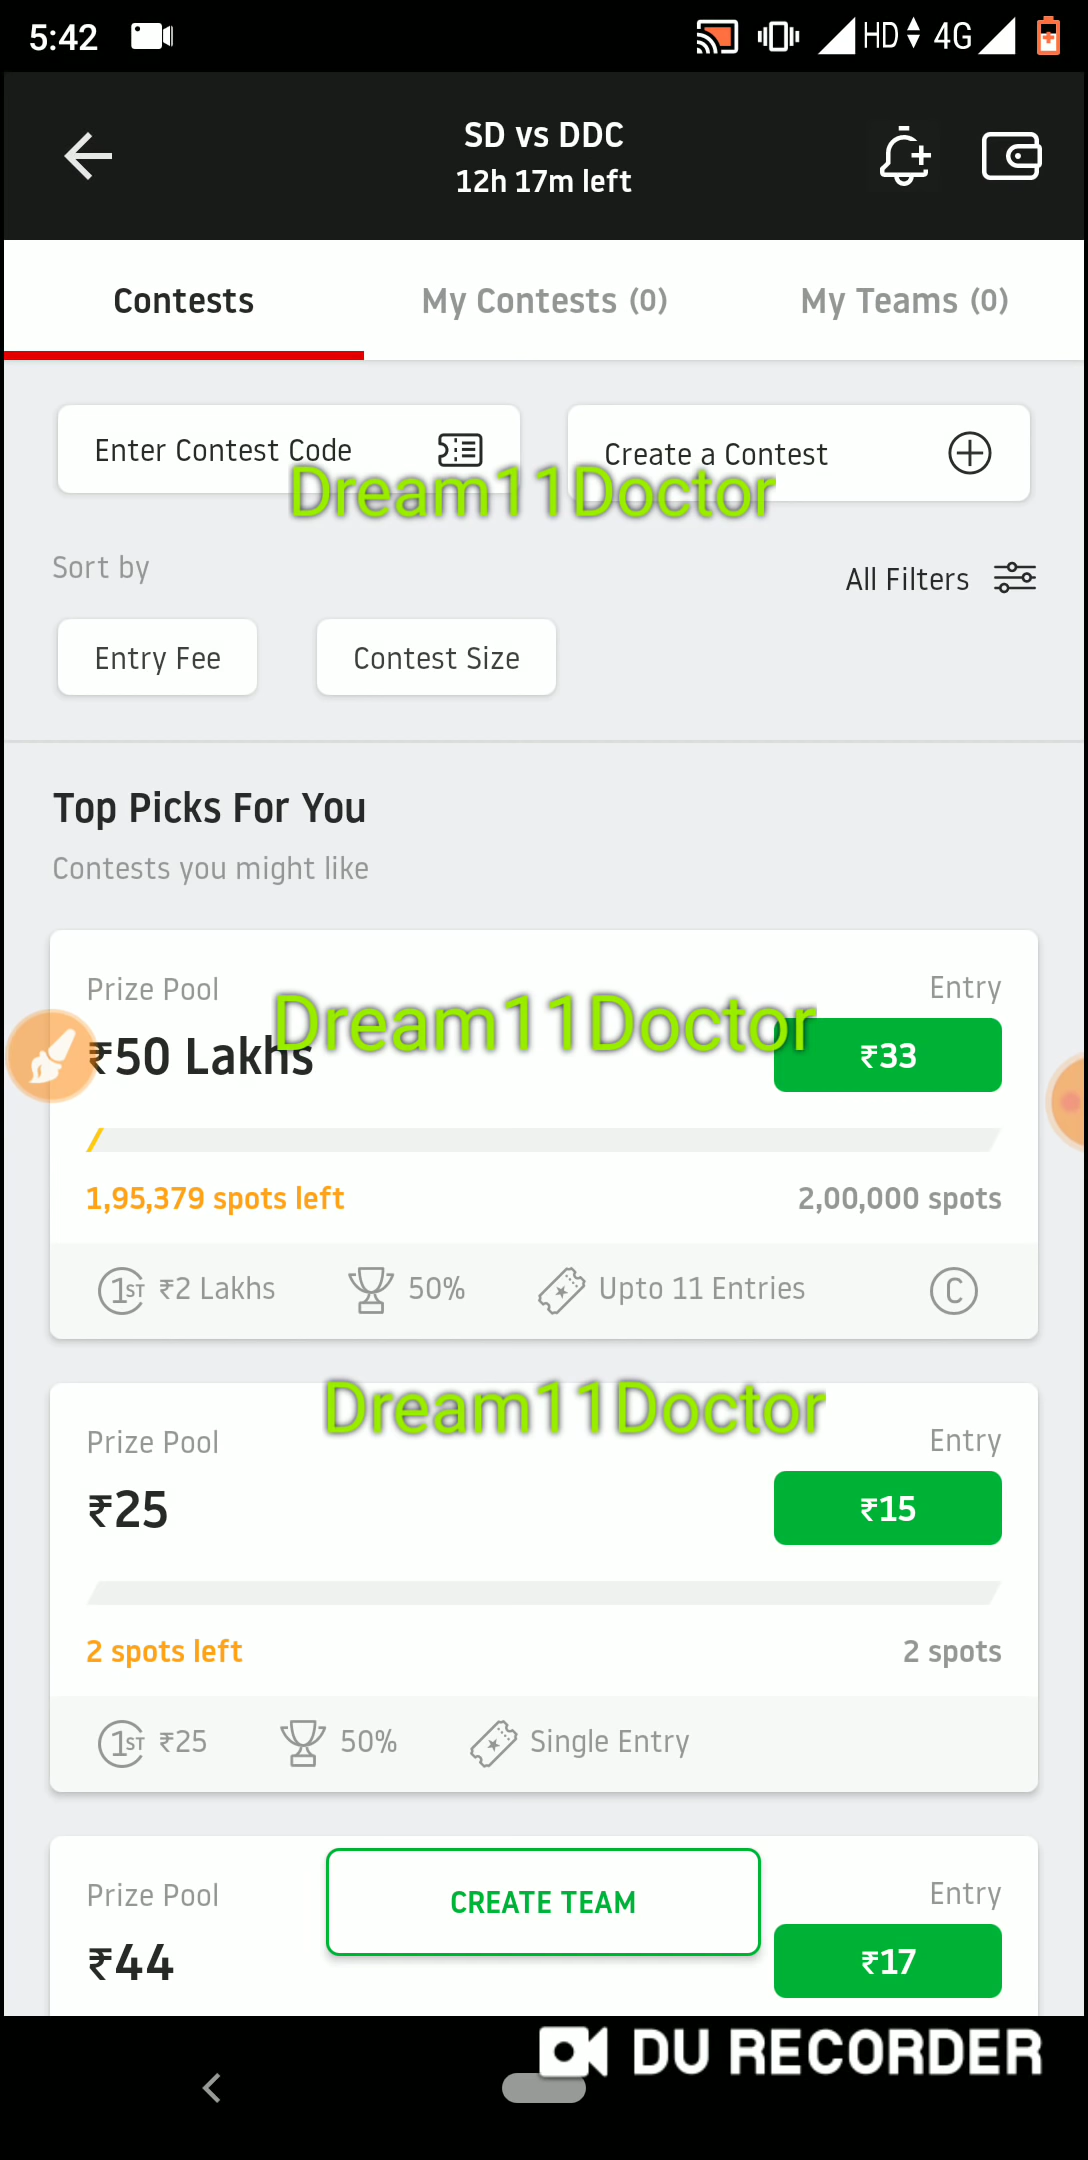 5:42 HD 4G
SD vs DDC
12h 17m left
Contests My Contests (0) My Teams (0)
Enter Contest Code Create a Contest
Dream11Doctor
Sort by
All Filters
Entry Fee Contest Size
Top Picks For You
Contests you might like
Prize Pool Entry
Dream11Doctor
₹50 Lakhs ₹33
1,95,379 spots left 2,00,000 spots
1ST ₹2 Lakhs 50% Upto 11 Entries C
Dream11Doctor
Prize Pool Entry
₹25 ₹15
2 spots left 2 spots
1ST ₹25 50% Single Entry
Prize Pool Entry
CREATE TEAM
₹44 ₹17
DU RECORDER